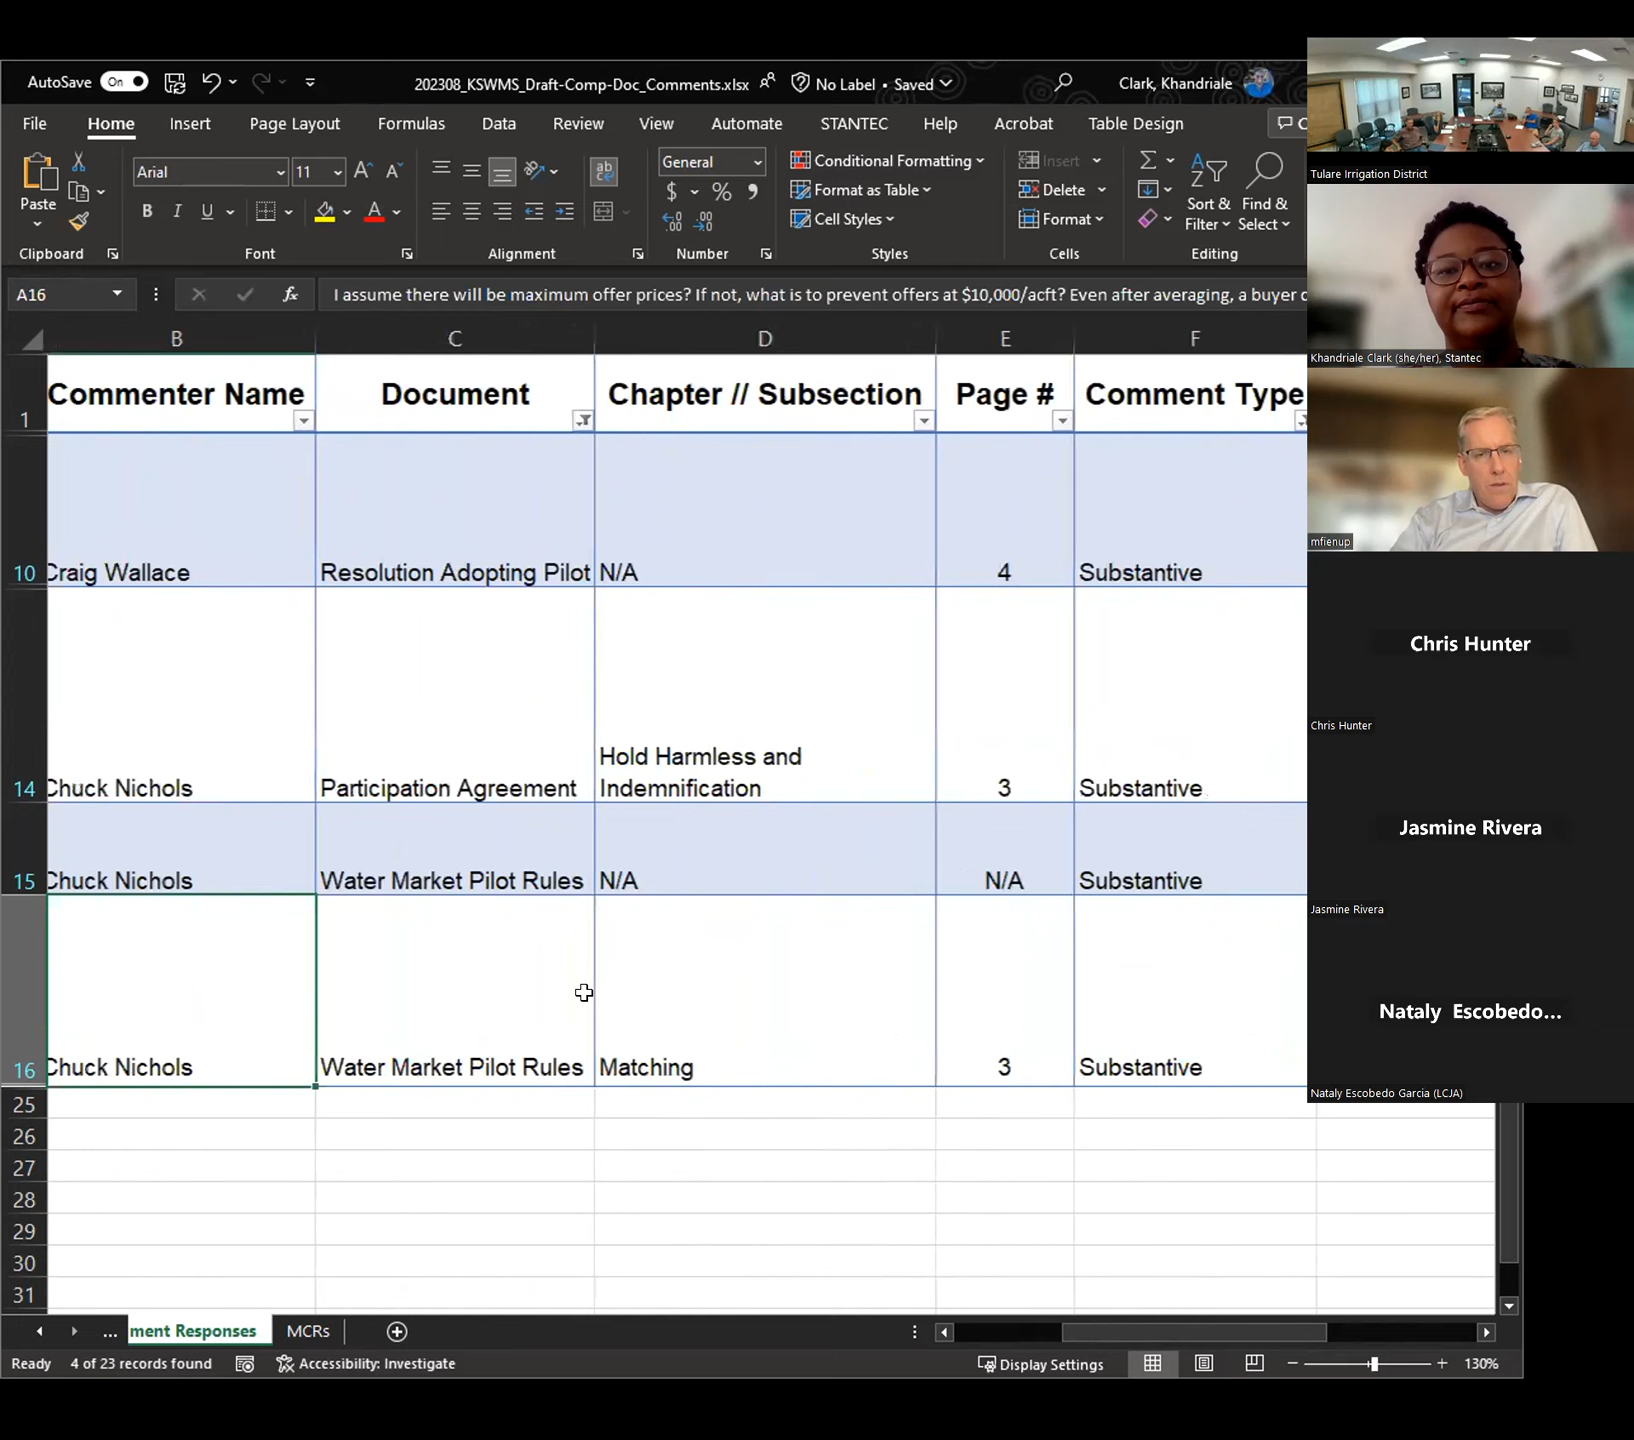 AutoSave On 202308_KSWMS_Draft-Comp-Doc_Comments.xlsx No Label • Saved Clark, Khandriale
File Home Insert Page Layout Formulas Data Review View Automate STANTEC Help Acrobat Table Design
Paste
Arial 11 A A
B I U A
ab
General
$ % 9
Conditional Formatting
Format as Table
Cell Styles
Insert
Delete
Format
Sort &
Filter
Find &
Select
Clipboard Font Alignment Number Styles Cells Editing
A16 fx I assume there will be maximum offer prices? If not, what is to prevent offers at $10,000/acft? Even after averaging, a buyer
B C D E F
1 Commenter Name Document Chapter // Subsection Page # Comment Type
10 Craig Wallace Resolution Adopting Pilot N/A 4 Substantive
14 Chuck Nichols Participation Agreement Hold Harmless and
Indemnification 3 Substantive
15 Chuck Nichols Water Market Pilot Rules N/A N/A Substantive
16 Chuck Nichols Water Market Pilot Rules Matching 3 Substantive
25
26
27
28
29
30
31
... ment Responses MCRs
Ready 4 of 23 records found Accessibility: Investigate Display Settings 130%
Tulare Irrigation District
Khandriale Clark (she/her), Stantec
mfienup
Chris Hunter
Chris Hunter
Jasmine Rivera
Jasmine Rivera
Nataly Escobedo...
Nataly Escobedo Garcia (LCJA)